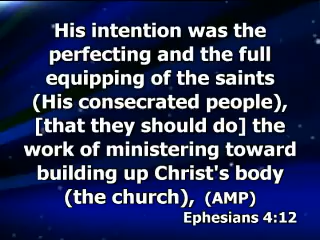 His intention was the
perfecting and the full
equipping of the saints
(His consecrated people),
[that they should do] the
work of ministering toward
building up Christ's body
(the church), (AMP)
Ephesians 4:12